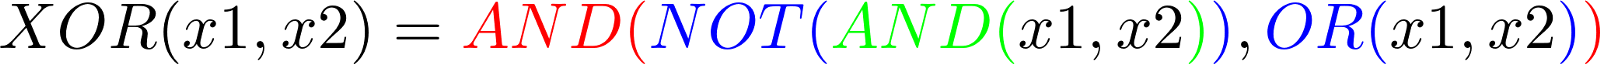 XOR(x1, x2) = AND(NOT(AND(x1, x2)), OR(x1, x2))